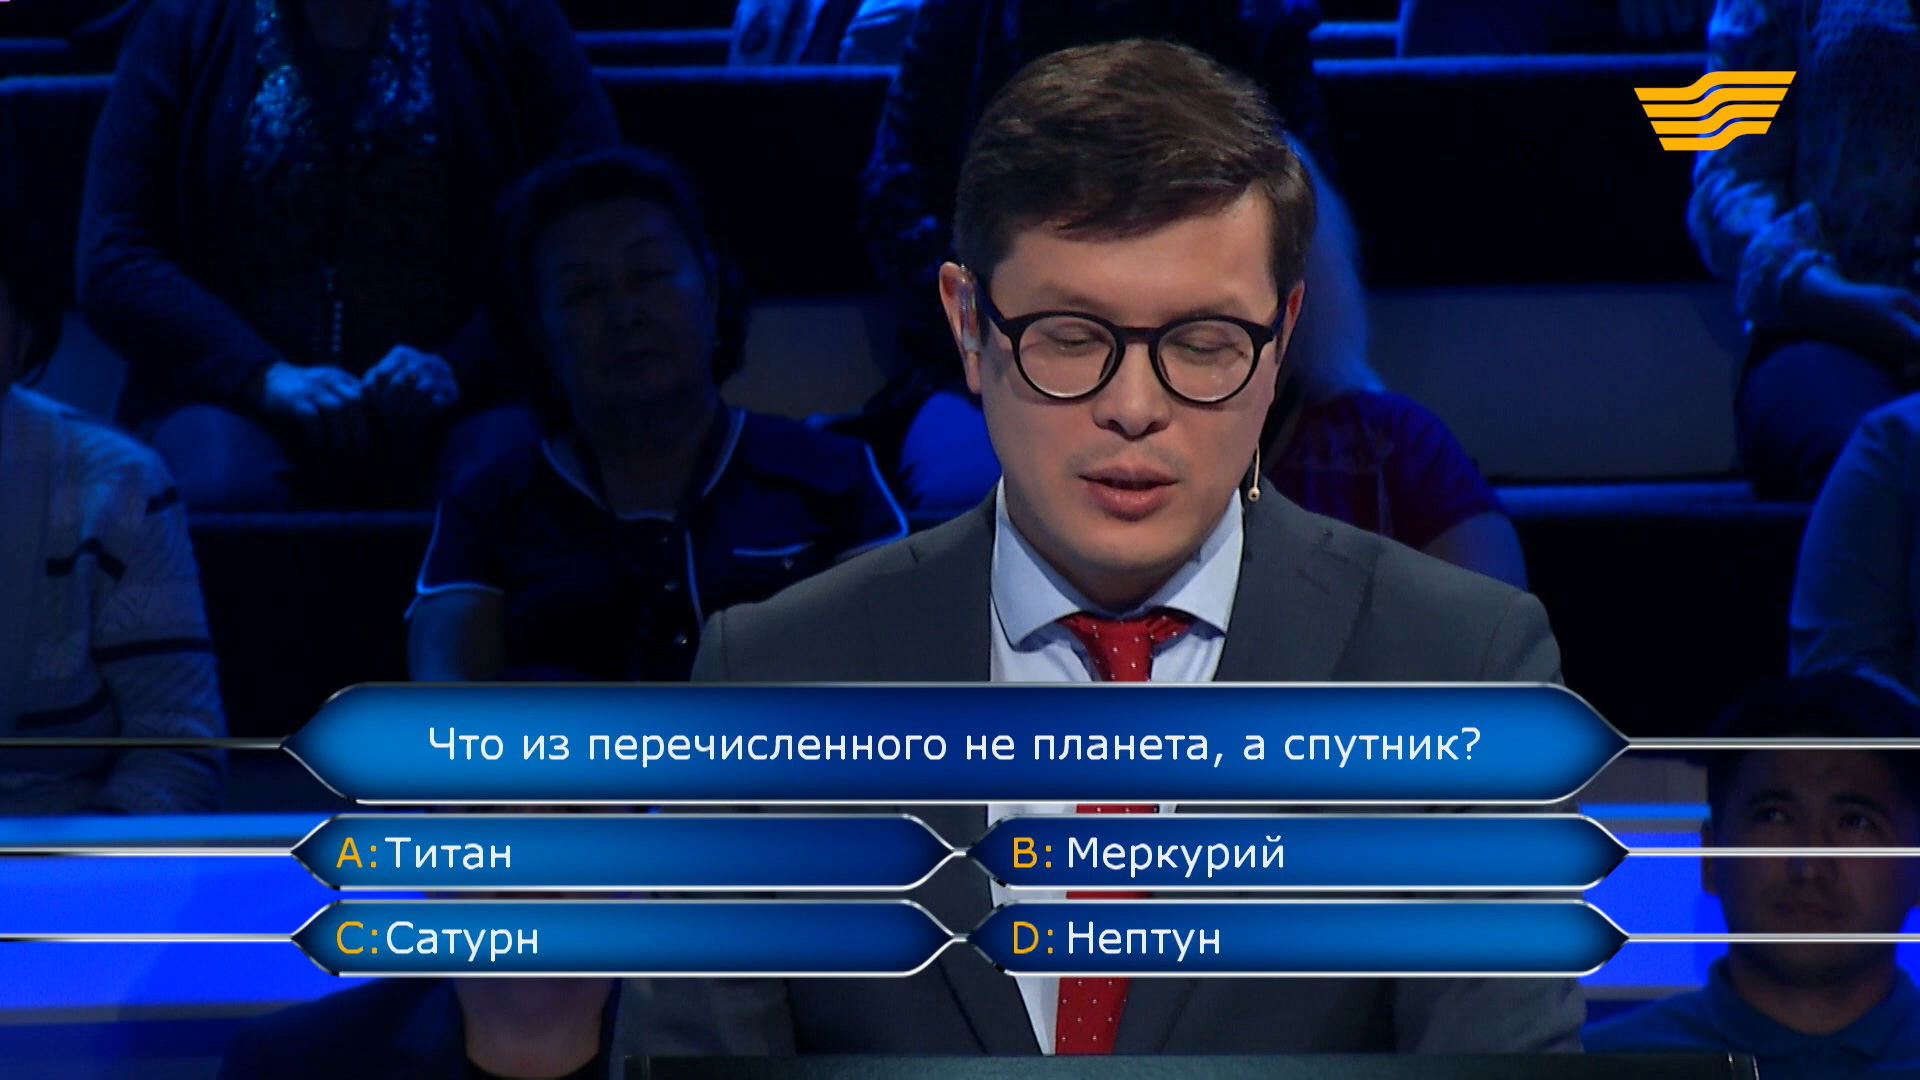 Что из перечисленного не планета, а спутник?
A: Титан
B: Меркурий
C: Сатурн
D: Нептун